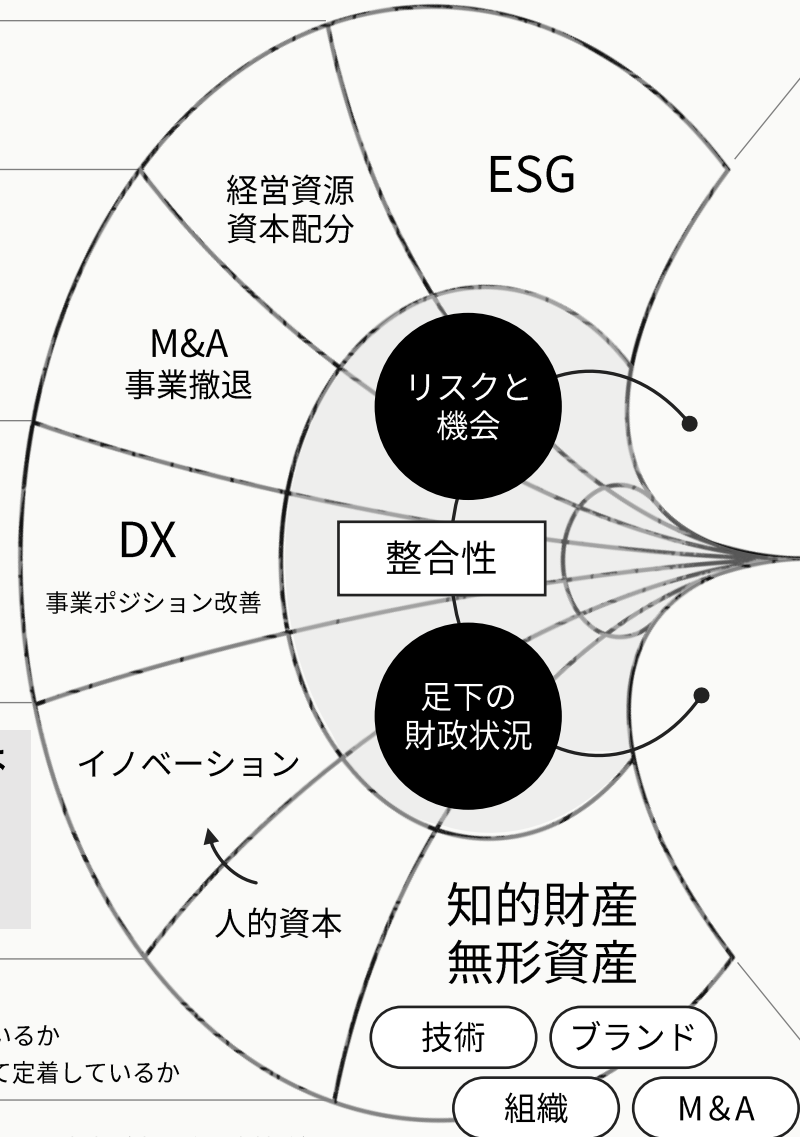 ESG
経営資源
資本配分
M&A
事業撤退
リスクと
機会
DX
事業ポジション改善
整合性
足下の
財政状況
イノベーション
人的資本
知的財産
無形資産
技術
ブランド
いるか
て定着しているか
組織
M&A